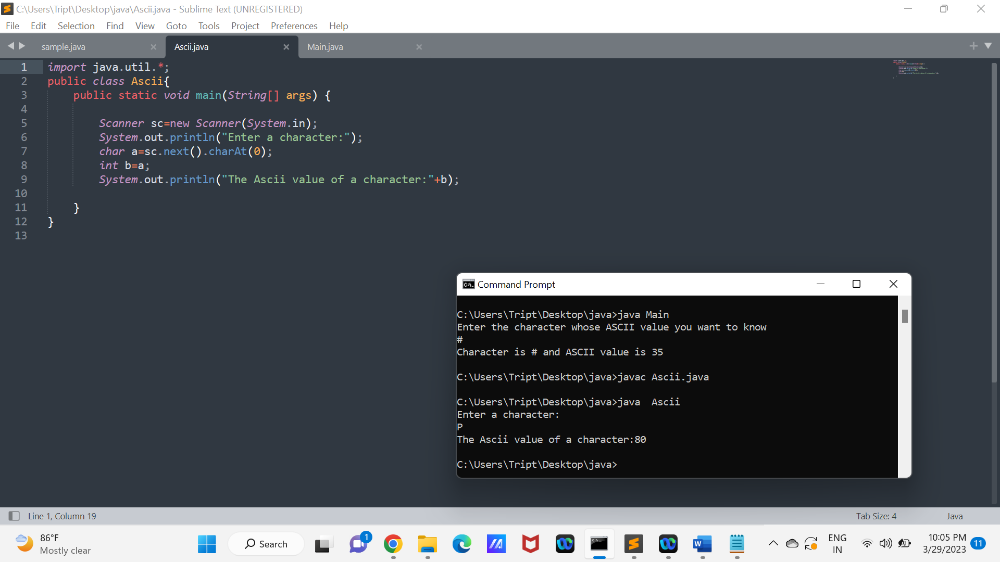 C:\Users\Tript\Desktop\java\Ascii.java - Sublime Text (UNREGISTERED)
File Edit Selection Find View Goto Tools Project Preferences Help
sample.java Ascii.java Main.java
1 import java.util.*;
2 public class Ascii{
3 public static void main(String[] args) {
4
5 Scanner sc=new Scanner(System.in);
6 System.out.println("Enter a character:");
7 char a=sc.next().charAt(0);
8 int b=a;
9 System.out.println("The Ascii value of a character:"+b);
10
11 }
12 }
13
Command Prompt
C:\Users\Tript\Desktop\java>java Main
Enter the character whose ASCII value you want to know
#
Character is # and ASCII value is 35
C:\Users\Tript\Desktop\java>javac Ascii.java
C:\Users\Tript\Desktop\java>java  Ascii
Enter a character:
P
The Ascii value of a character:80
C:\Users\Tript\Desktop\java>
Line 1, Column 19 Tab Size: 4 Java
86°F
Mostly clear
Search
1
ENG
IN
10:05 PM
3/29/2023
11